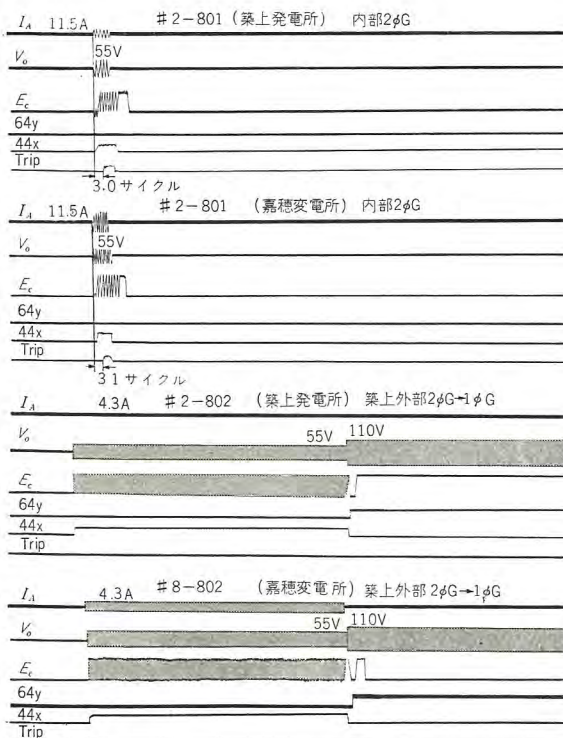 I_A 11.5A #2-801 (築上発電所) 内部2φG
V_o 55V
E_c
64y
44x
Trip
3.0サイクル
I_A 11.5A #2-801 (嘉穂変電所) 内部2φG
V_o 55V
E_c
64y
44x
Trip
31サイクル
I_A 4.3A #2-802 (築上発電所) 築上外部2φG→1φG
V_o 55V 110V
E_c
64y
44x
Trip
I_A 4.3A #8-802 (嘉穂変電所) 築上外部2φG→1φG
V_o 55V 110V
E_c
64y
44x
Trip